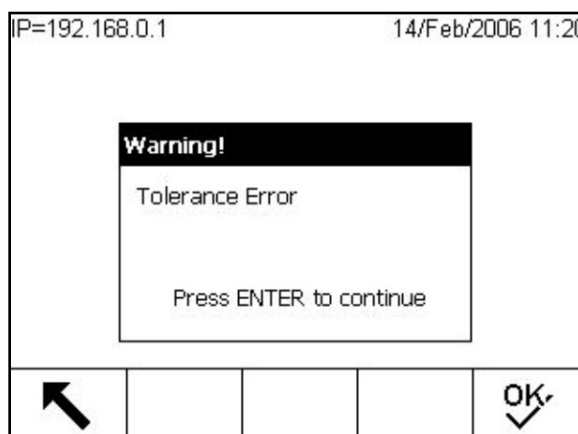 IP=192.168.0.1 14/Feb/2006 11:20
Warning!
Tolerance Error
Press ENTER to continue
OK